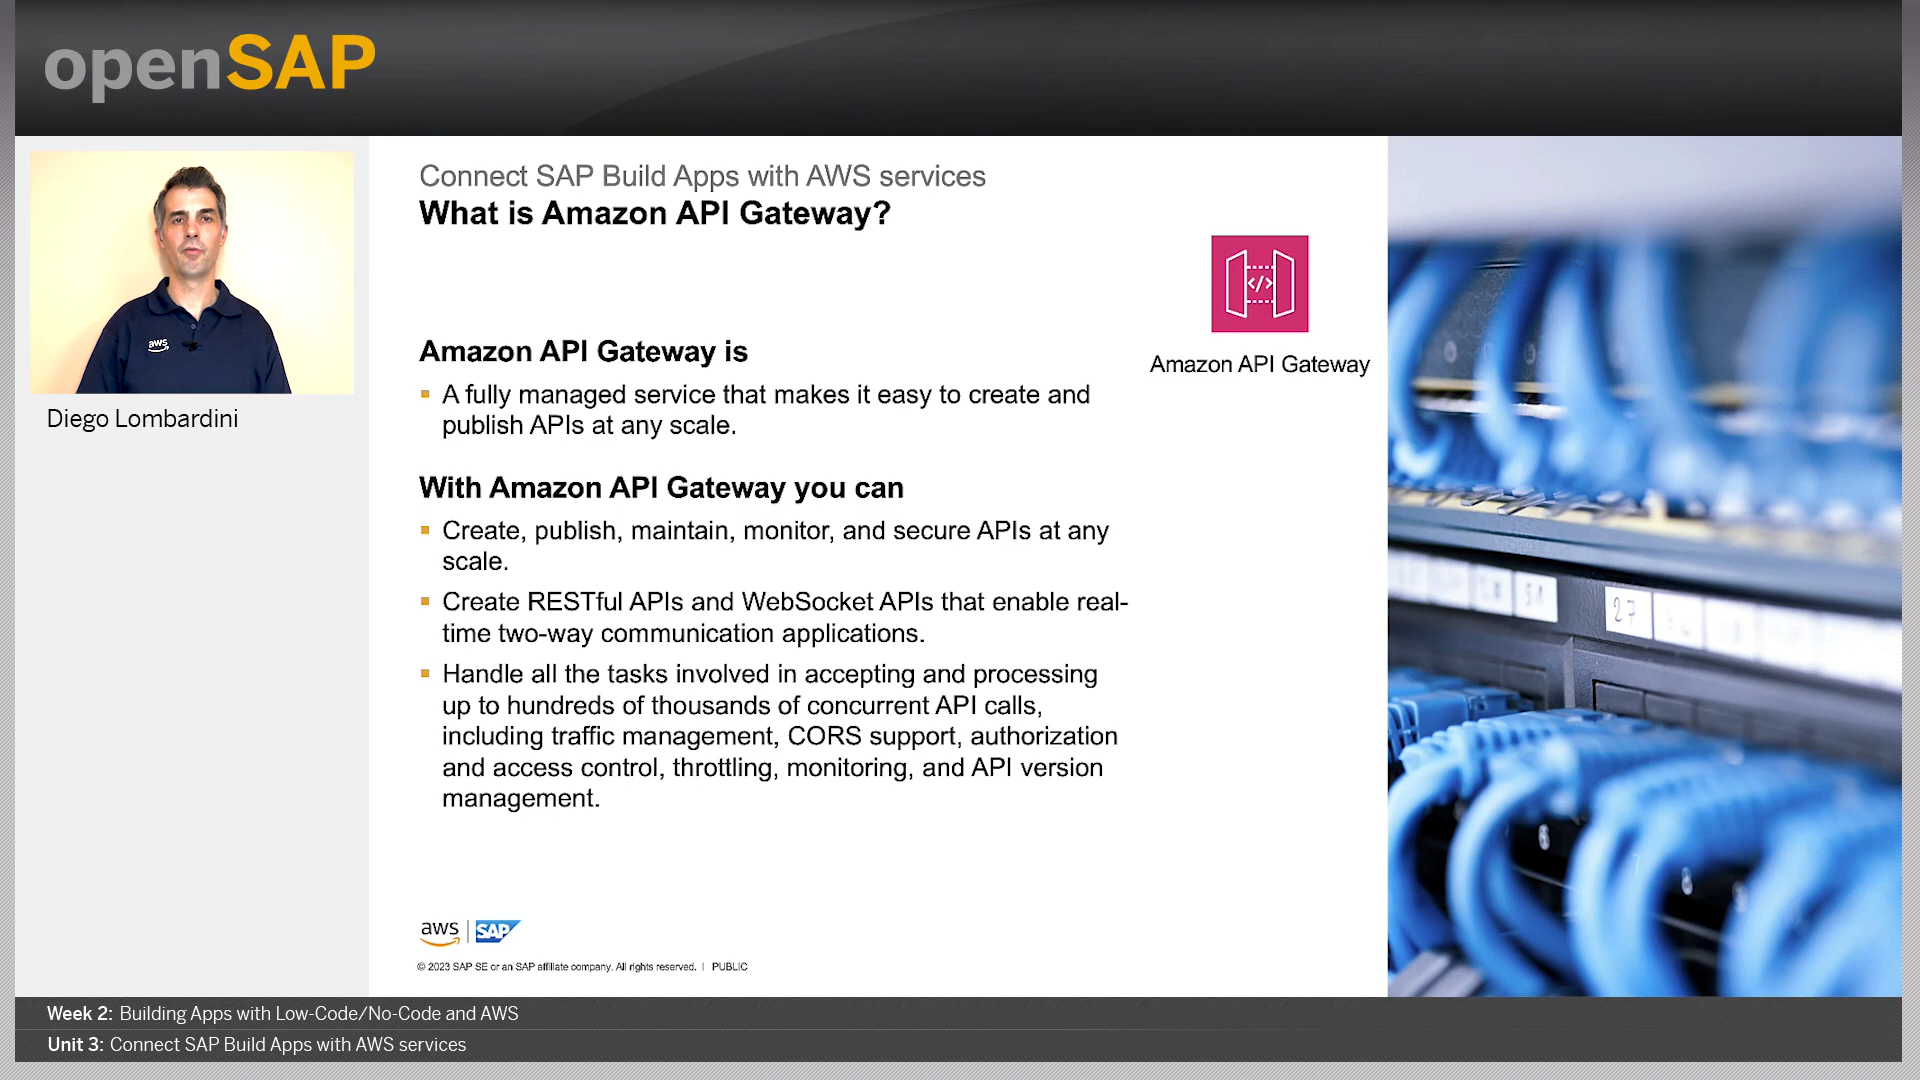 openSAP
aws
Diego Lombardini
Connect SAP Build Apps with AWS services
What is Amazon API Gateway?
</>
Amazon API Gateway
Amazon API Gateway is
▪ A fully managed service that makes it easy to create and
publish APIs at any scale.
With Amazon API Gateway you can
▪ Create, publish, maintain, monitor, and secure APIs at any
scale.
▪ Create RESTful APIs and WebSocket APIs that enable real-
time two-way communication applications.
▪ Handle all the tasks involved in accepting and processing
up to hundreds of thousands of concurrent API calls,
including traffic management, CORS support, authorization
and access control, throttling, monitoring, and API version
management.
27
aws | SAP
© 2023 SAP SE or an SAP affiliate company. All rights reserved. | PUBLIC
Week 2: Building Apps with Low-Code/No-Code and AWS
Unit 3: Connect SAP Build Apps with AWS services